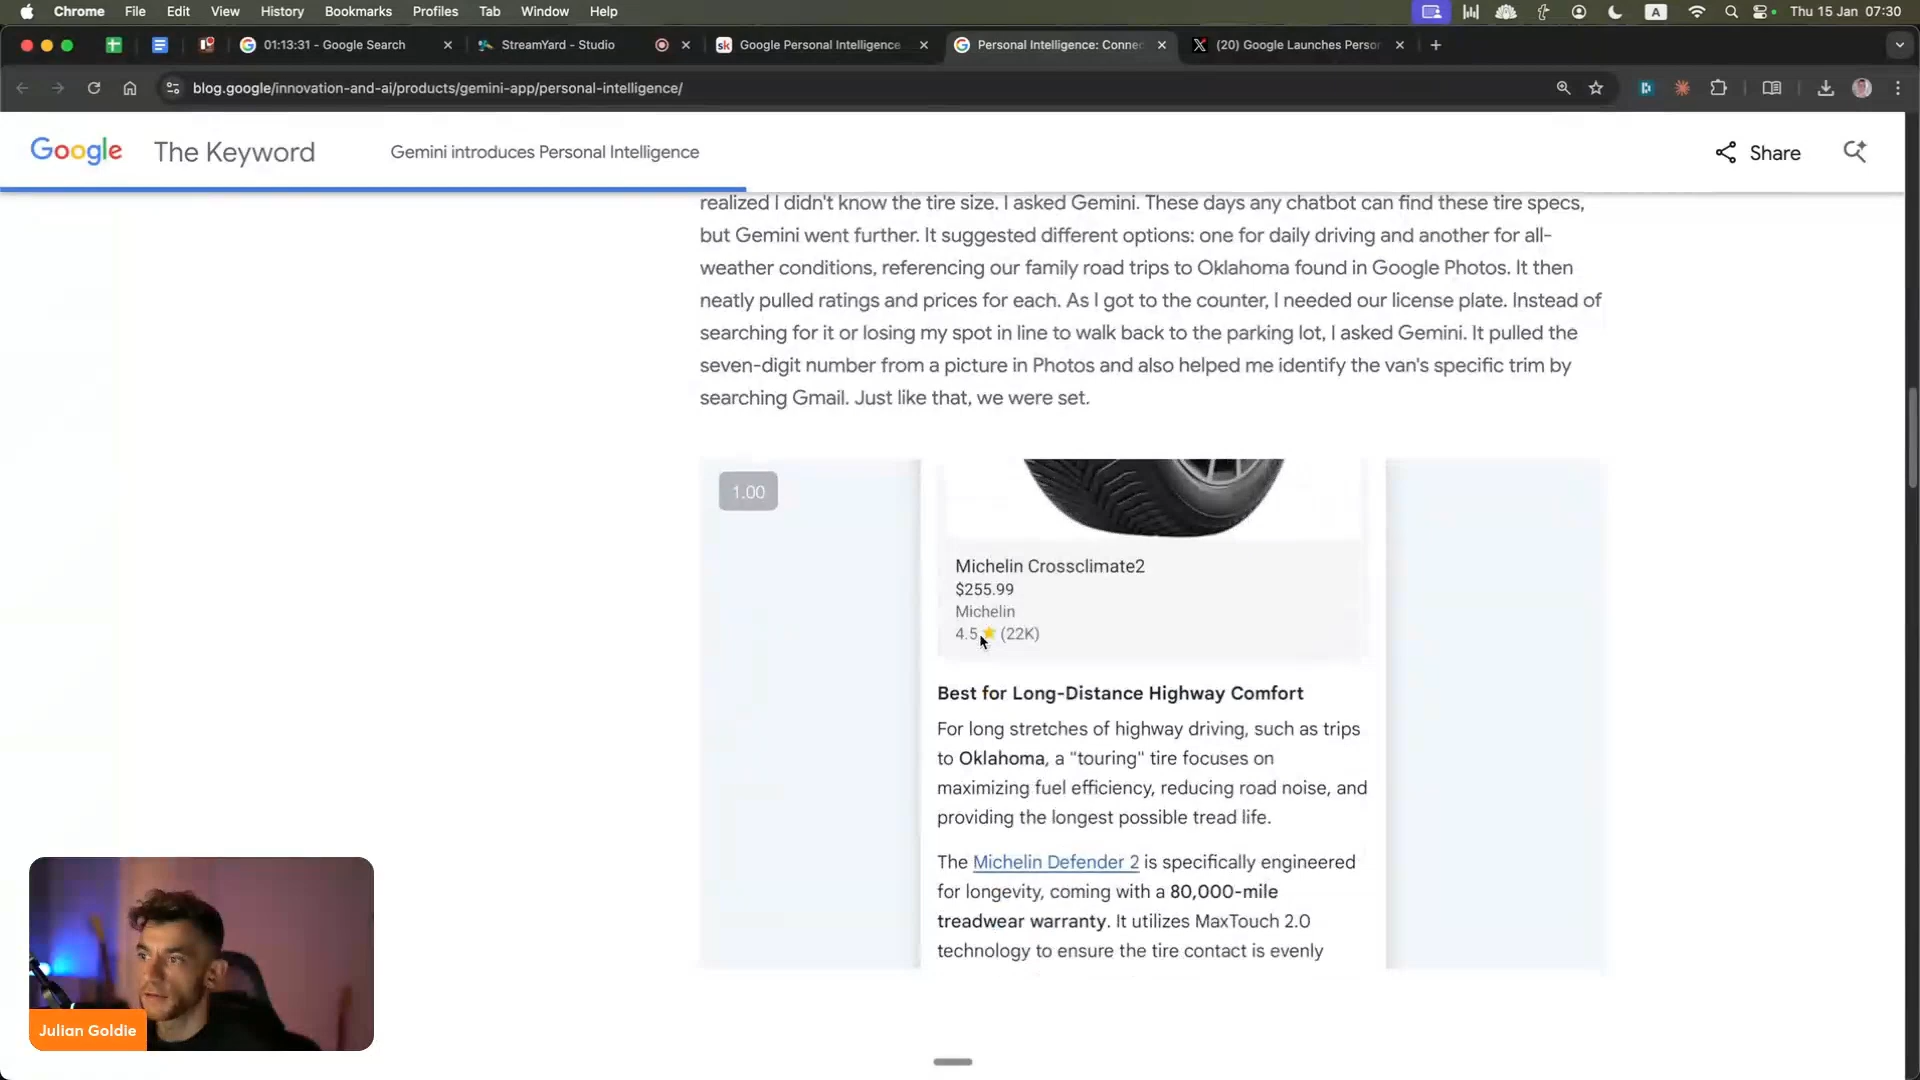 Chrome File Edit View History Bookmarks Profiles Tab Window Help A Thu 15 Jan 07:30
01:13:31 - Google Search StreamYard - Studio sk Google Personal Intelligence Personal Intelligence: Connec (20) Google Launches Person
blog.google/innovation-and-ai/products/gemini-app/personal-intelligence/
Google The Keyword Gemini introduces Personal Intelligence Share
realized I didn't know the tire size. I asked Gemini. These days any chatbot can find these tire specs,
but Gemini went further. It suggested different options: one for daily driving and another for all-
weather conditions, referencing our family road trips to Oklahoma found in Google Photos. It then
neatly pulled ratings and prices for each. As I got to the counter, I needed our license plate. Instead of
searching for it or losing my spot in line to walk back to the parking lot, I asked Gemini. It pulled the
seven-digit number from a picture in Photos and also helped me identify the van's specific trim by
searching Gmail. Just like that, we were set.
1.00
Michelin Crossclimate2
$255.99
Michelin
4.5 (22K)
Best for Long-Distance Highway Comfort
For long stretches of highway driving, such as trips
to Oklahoma, a "touring" tire focuses on
maximizing fuel efficiency, reducing road noise, and
providing the longest possible tread life.
The Michelin Defender 2 is specifically engineered
for longevity, coming with a 80,000-mile
treadwear warranty. It utilizes MaxTouch 2.0
technology to ensure the tire contact is evenly
Julian Goldie